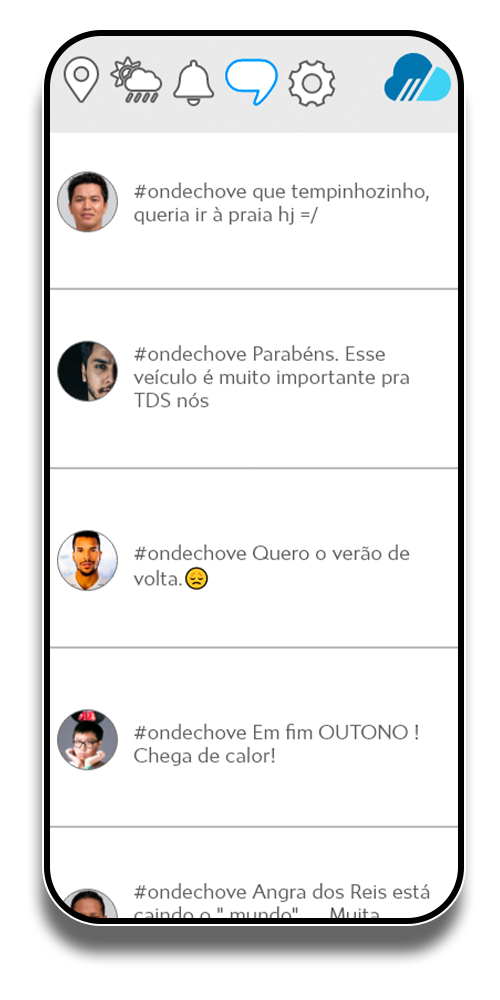 #ondechove que tempinhozinho,
queria ir à praia hj =/
#ondechove Parabéns. Esse
veículo é muito importante pra
TDS nós
#ondechove Quero o verão de
volta.😞
#ondechove Em fim OUTONO !
Chega de calor!
#ondechove Angra dos Reis está
caindo o " mundo" ... Muita